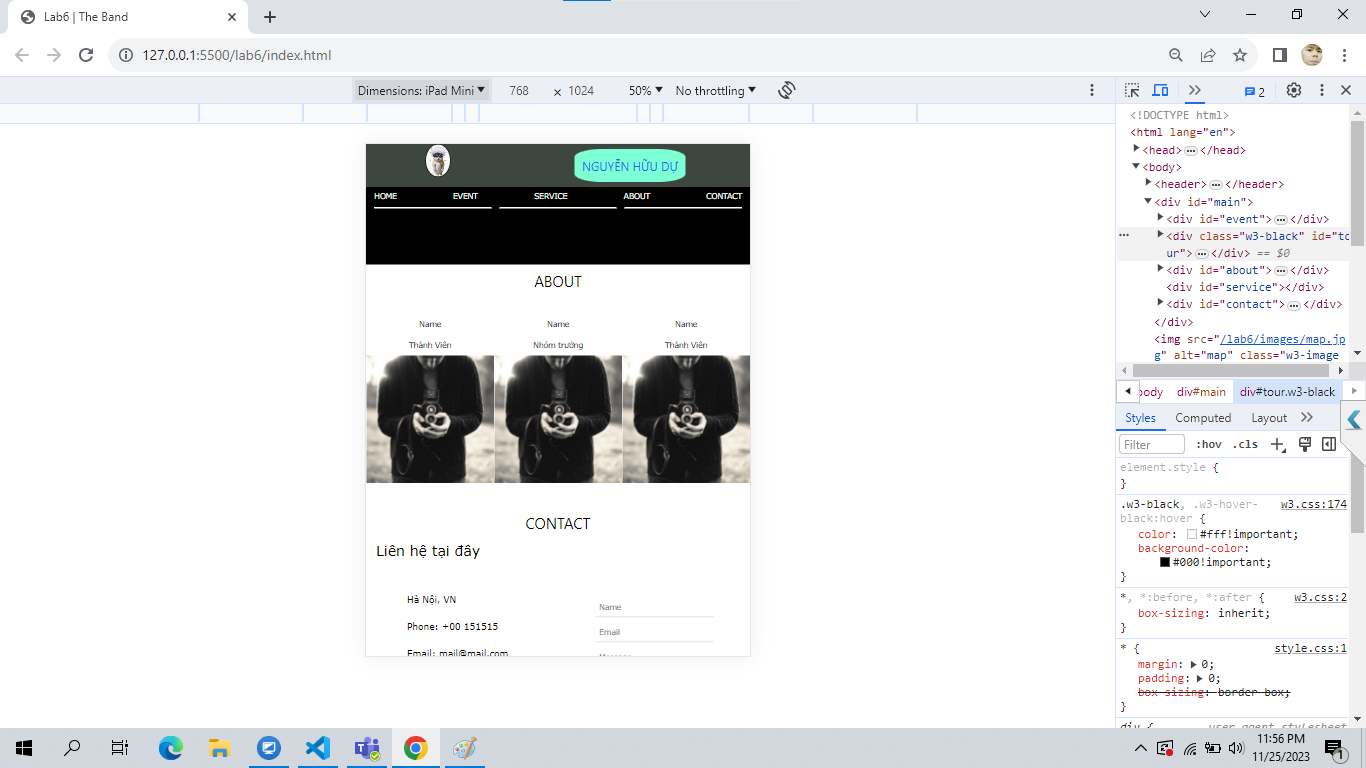 Lab6 | The Band
127.0.0.1:5500/lab6/index.html
Dimensions: iPad Mini 768 × 1024 50% No throttling
2
NGUYỄN HỮU DỰ
HOME EVENT SERVICE ABOUT CONTACT
ABOUT
Name Name Name
Thành Viên Nhóm trưởng Thành Viên
CONTACT
Liên hệ tại đây
Hà Nội, VN
Phone: +00 151515
Email: mail@mail.com
Name
Email
Message
<!DOCTYPE html>
<html lang="en">
<head>…</head>
<body>
<header>…</header>
<div id="main">
<div id="event">…</div>
<div class="w3-black" id="to
ur">…</div> == $0
<div id="about">…</div>
<div id="service"></div>
<div id="contact">…</div>
</div>
<img src="/lab6/images/map.jp
g" alt="map" class="w3-image
body div#main div#tour.w3-black
Styles Computed Layout
Filter :hov .cls
element.style {
}
.w3-black, .w3-hover- w3.css:174
black:hover {
color: #fff!important;
background-color:
#000!important;
}
*, *:before, *:after { w3.css:2
box-sizing: inherit;
}
* { style.css:1
margin: 0;
padding: 0;
box-sizing: border-box;
}
div { user agent stylesheet
11:56 PM
11/25/2023
1